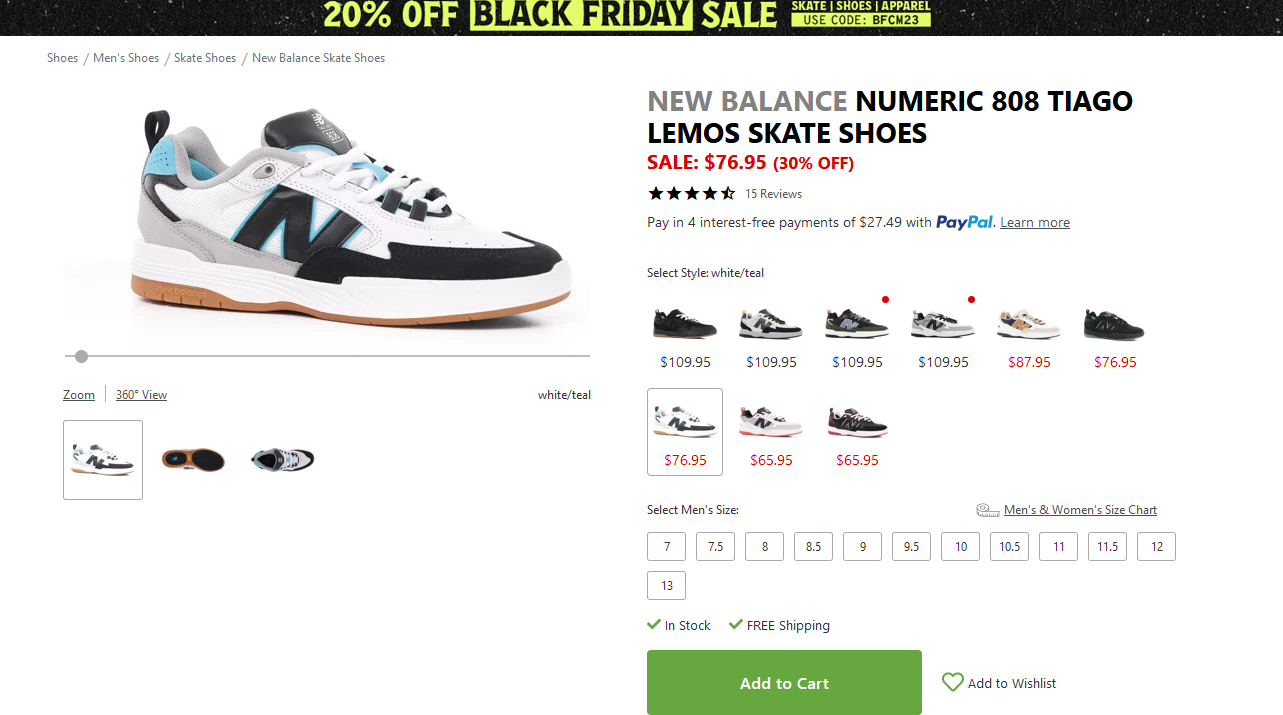 20% OFF BLACK FRIDAY SALE SKATE | SHOES | APPAREL
USE CODE: BFCM23
Shoes / Men's Shoes / Skate Shoes / New Balance Skate Shoes
NEW BALANCE NUMERIC 808 TIAGO
LEMOS SKATE SHOES
SALE: $76.95 (30% OFF)
15 Reviews
Pay in 4 interest-free payments of $27.49 with PayPal. Learn more
Select Style: white/teal
$109.95 $109.95 $109.95 $109.95 $87.95 $76.95
$76.95 $65.95 $65.95
Zoom 360° View white/teal
Select Men's Size: Men's & Women's Size Chart
7 7.5 8 8.5 9 9.5 10 10.5 11 11.5 12
13
In Stock FREE Shipping
Add to Cart Add to Wishlist